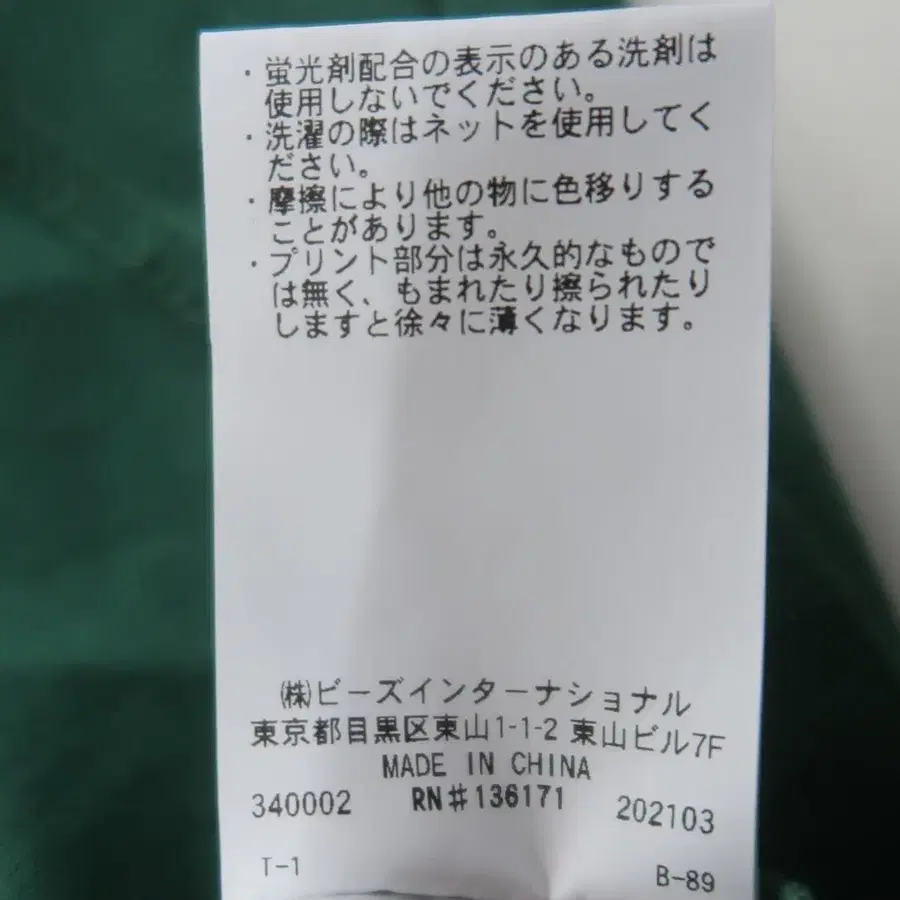 ・蛍光剤配合の表示のある洗剤は
使用しないでください。
・洗濯の際はネットを使用してく
ださい。
・摩擦により他の物に色移りする
ことがあります。
・プリント部分は永久的なもので
は無く、もまれたり擦られたり
しますと徐々に薄くなります。
㈱ビーズインターナショナル
東京都目黒区東山1-1-2 東山ビル7F
MADE IN CHINA
340002 RN#136171 202103
T-1 B-89